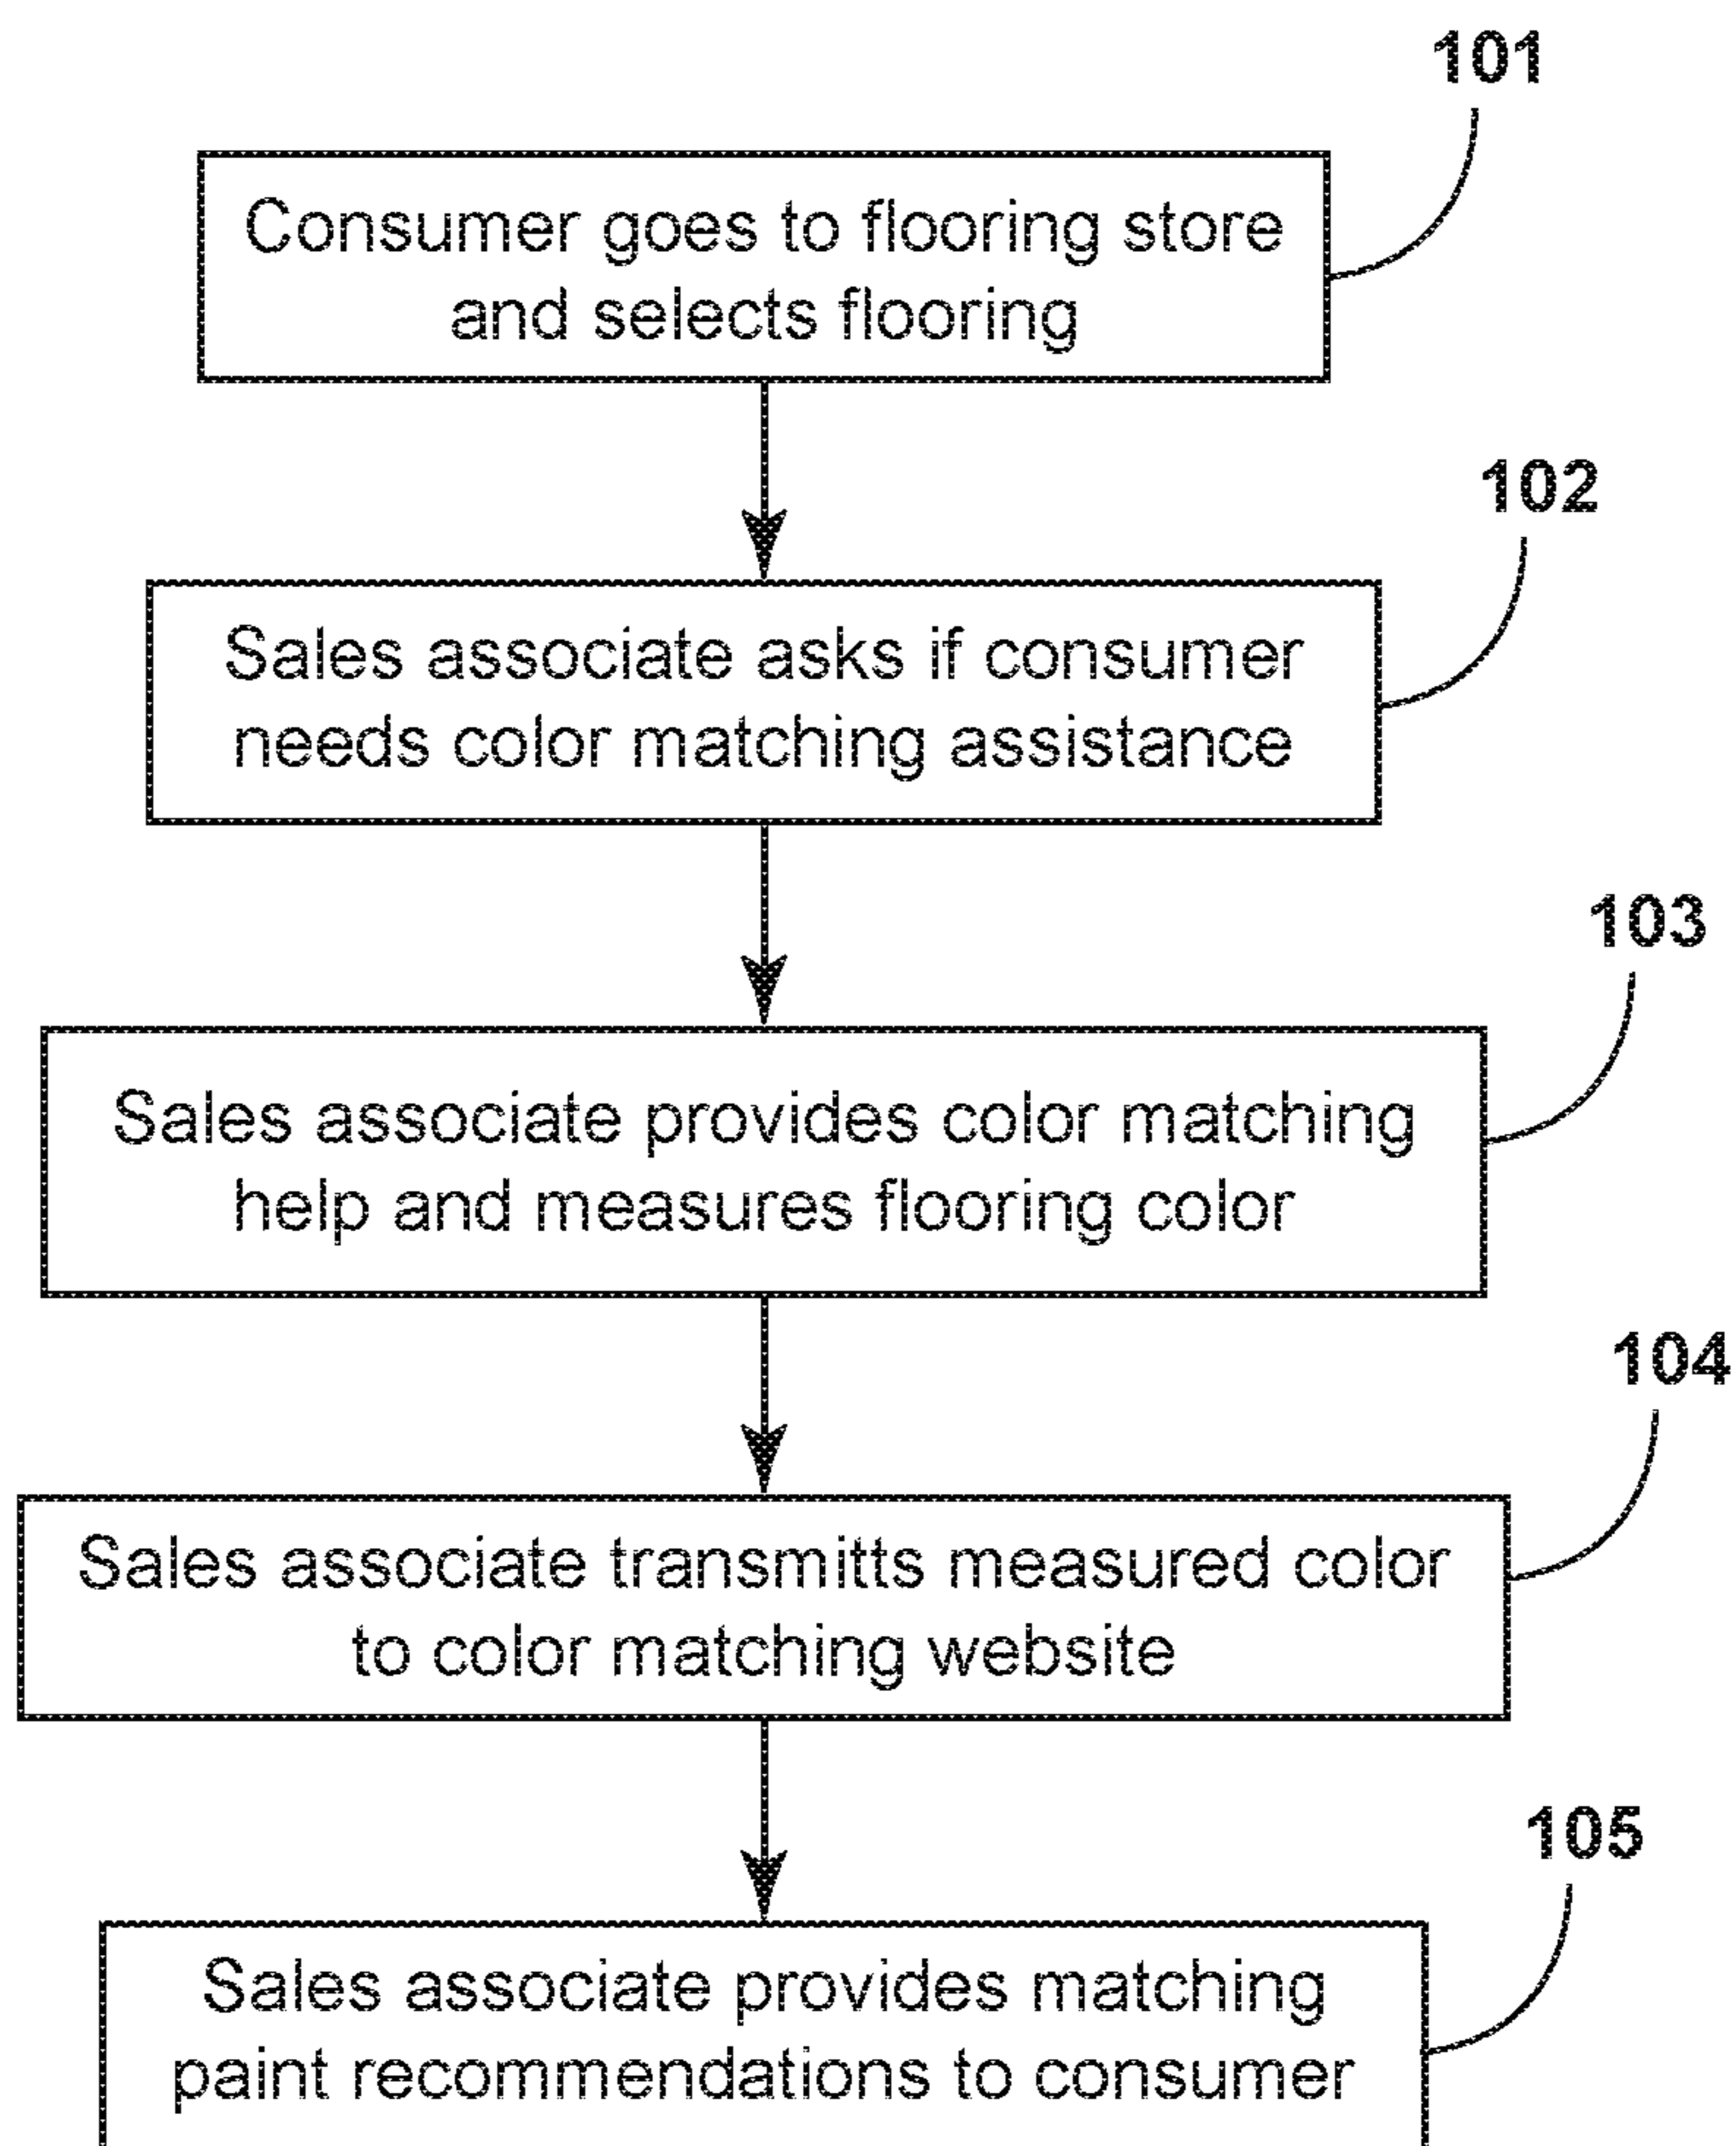 101
Consumer goes to flooring store
and selects flooring
102
Sales associate asks if consumer
needs color matching assistance
103
Sales associate provides color matching
help and measures flooring color
104
Sales associate transmitts measured color
to color matching website
105
Sales associate provides matching
paint recommendations to consumer